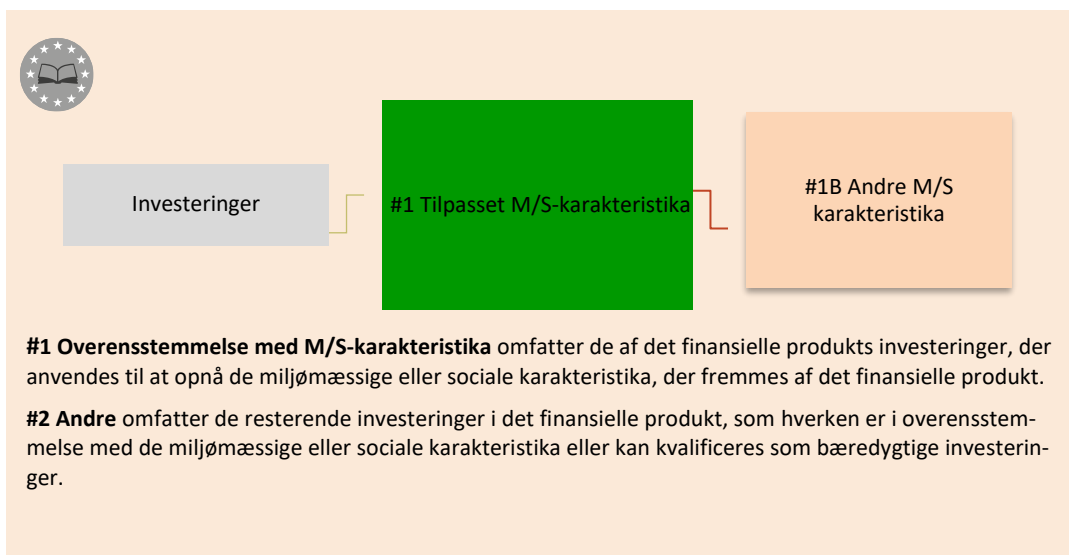 Investeringer
#1 Tilpasset M/S-karakteristika
#1B Andre M/S
karakteristika
#1 Overensstemmelse med M/S-karakteristika omfatter de af det finansielle produkts investeringer, der
anvendes til at opnå de miljømæssige eller sociale karakteristika, der fremmes af det finansielle produkt.
#2 Andre omfatter de resterende investeringer i det finansielle produkt, som hverken er i overensstem-
melse med de miljømæssige eller sociale karakteristika eller kan kvalificeres som bæredygtige investerin-
ger.